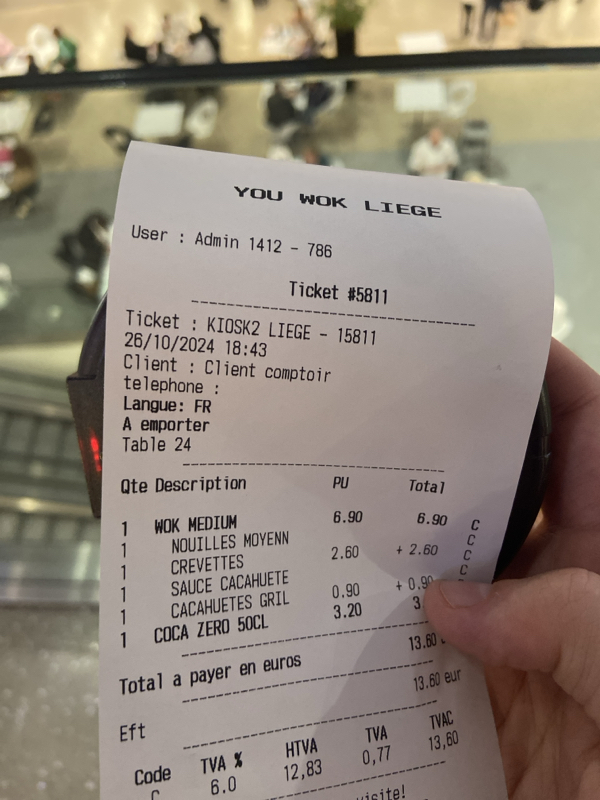 YOU WOK LIEGE
User : Admin 1412 - 786
Ticket #5811
Ticket : KIOSK2 LIEGE - 15811
26/10/2024 18:43
Client : Client comptoir
telephone :
Langue: FR
A emporter
Table 24
Qte Description PU Total
1 WOK MEDIUM 6.90 6.90 C
1 NOUILLES MOYENN C
1 CREVETTES 2.60 + 2.60 C
1 SAUCE CACAHUETE C
1 CACAHUETES GRIL 0.90 + 0.90
1 COCA ZERO 50CL 3.20 3
Total a payer en euros 13.60
Eft 13.60 eur
Code TVA % HTVA TVA TVAC
C 6.0 12,83 0,77 13,60
visite!